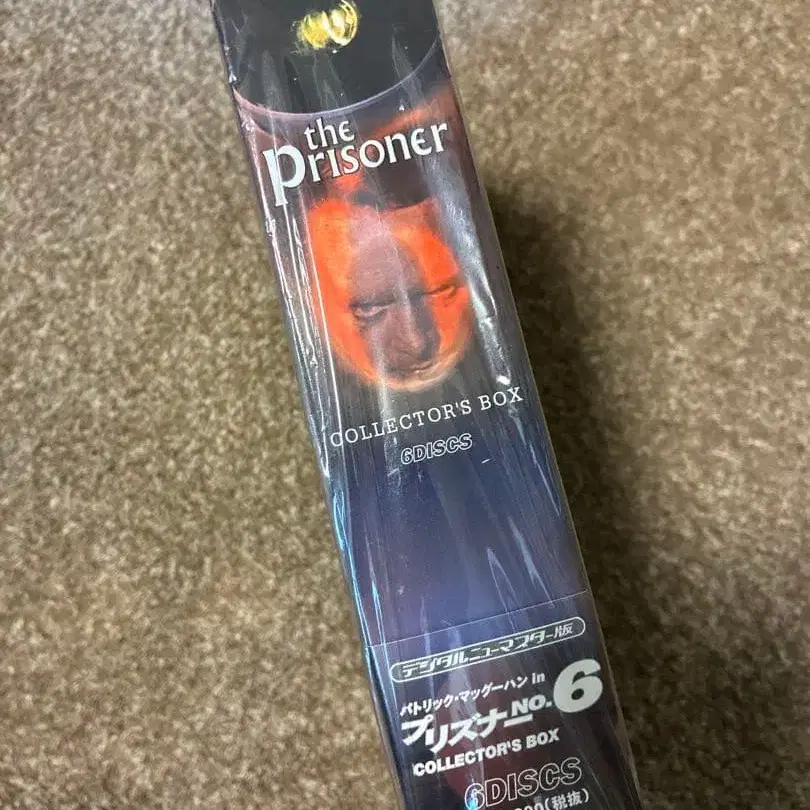 the
Prisoner
COLLECTOR'S BOX
6DISCS
デジタルニューマスター版
パトリック・マッグーハン in
プリズナーNO.6
COLLECTOR'S BOX
6DISCS
(税抜)